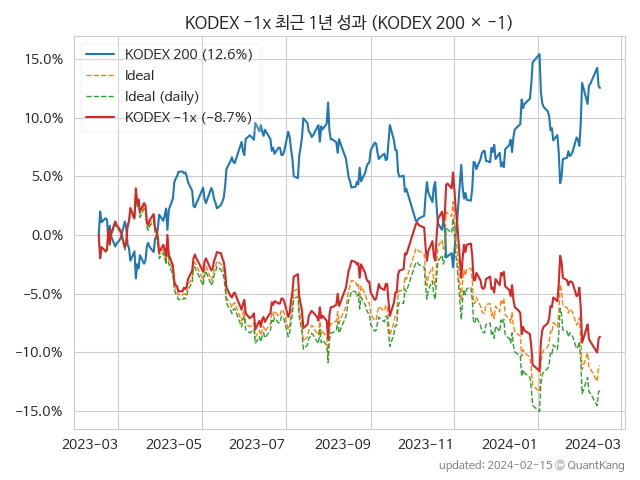 KODEX −1x 최근 1년 성과 (KODEX 200 × −1)
15.0%
10.0%
5.0%
0.0%
−5.0%
−10.0%
−15.0%
KODEX 200 (12.6%)
Ideal
Ideal (daily)
KODEX −1x (−8.7%)
2023−03
2023−05
2023−07
2023−09
2023−11
2024−01
2024−03
updated: 2024−02−15 © QuantKang